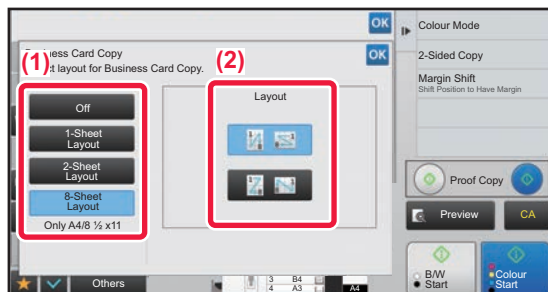 OK
Colour Mode
(1)
ness Card Copy
OK
2-Sided Copy
t layout for Business Card Copy.
(2)
Margin Shift
Shift Position to Have Margin
Off
Layout
1-Sheet
Layout
2-Sheet
Layout
8-Sheet
Layout
Only A4/8 ½ x11
Proof Copy
Preview
CA
Others
3 B4
4 A3
A4
B/W
Start
Colour
Start